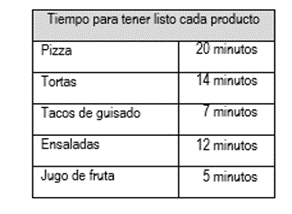 Tiempo para tener listo cada producto
Pizza 20 minutos
Tortas 14 minutos
Tacos de guisado 7 minutos
Ensaladas 12 minutos
Jugo de fruta 5 minutos